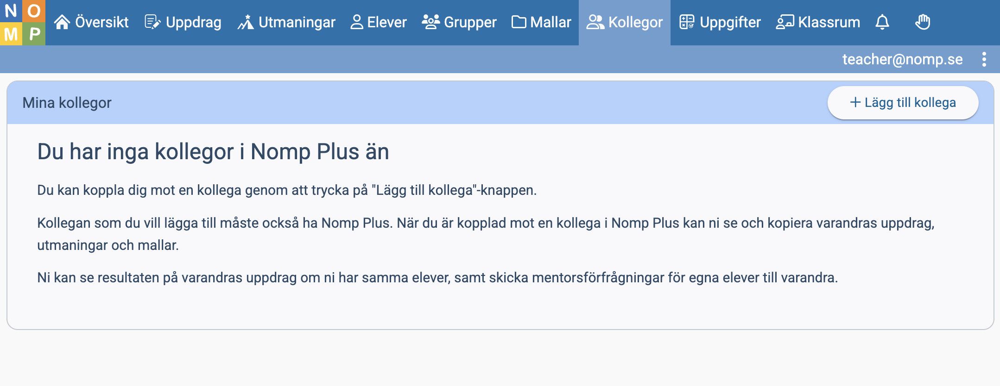 NO
MP
Översikt Uppdrag Utmaningar Elever Grupper Mallar Kollegor Uppgifter Klassrum
teacher@nomp.se
Mina kollegor
+ Lägg till kollega
Du har inga kollegor i Nomp Plus än
Du kan koppla dig mot en kollega genom att trycka på "Lägg till kollega"-knappen.
Kollegan som du vill lägga till måste också ha Nomp Plus. När du är kopplad mot en kollega i Nomp Plus kan ni se och kopiera varandras uppdrag,
utmaningar och mallar.
Ni kan se resultaten på varandras uppdrag om ni har samma elever, samt skicka mentorsförfrågningar för egna elever till varandra.